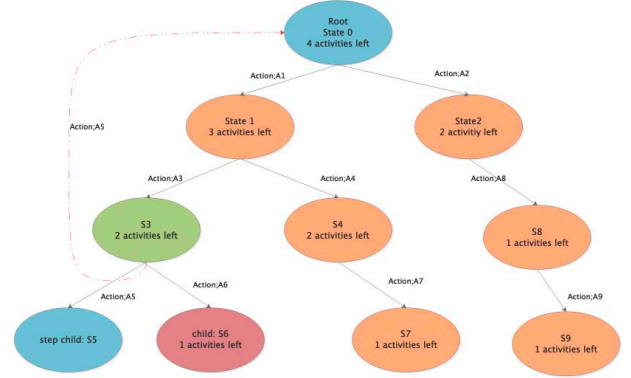 Root
State 0
4 activities left
Action;A1
Action;A2
Action;A5
State 1
3 activities left
State2
2 activitiy left
Action;A3
Action;A4
Action;A8
S3
2 activities left
S4
2 activities left
S8
1 activities left
Action;A5
Action;A6
Action;A7
Action;A9
step child: S5
child: S6
1 activities left
S7
1 activities left
S9
1 activities left